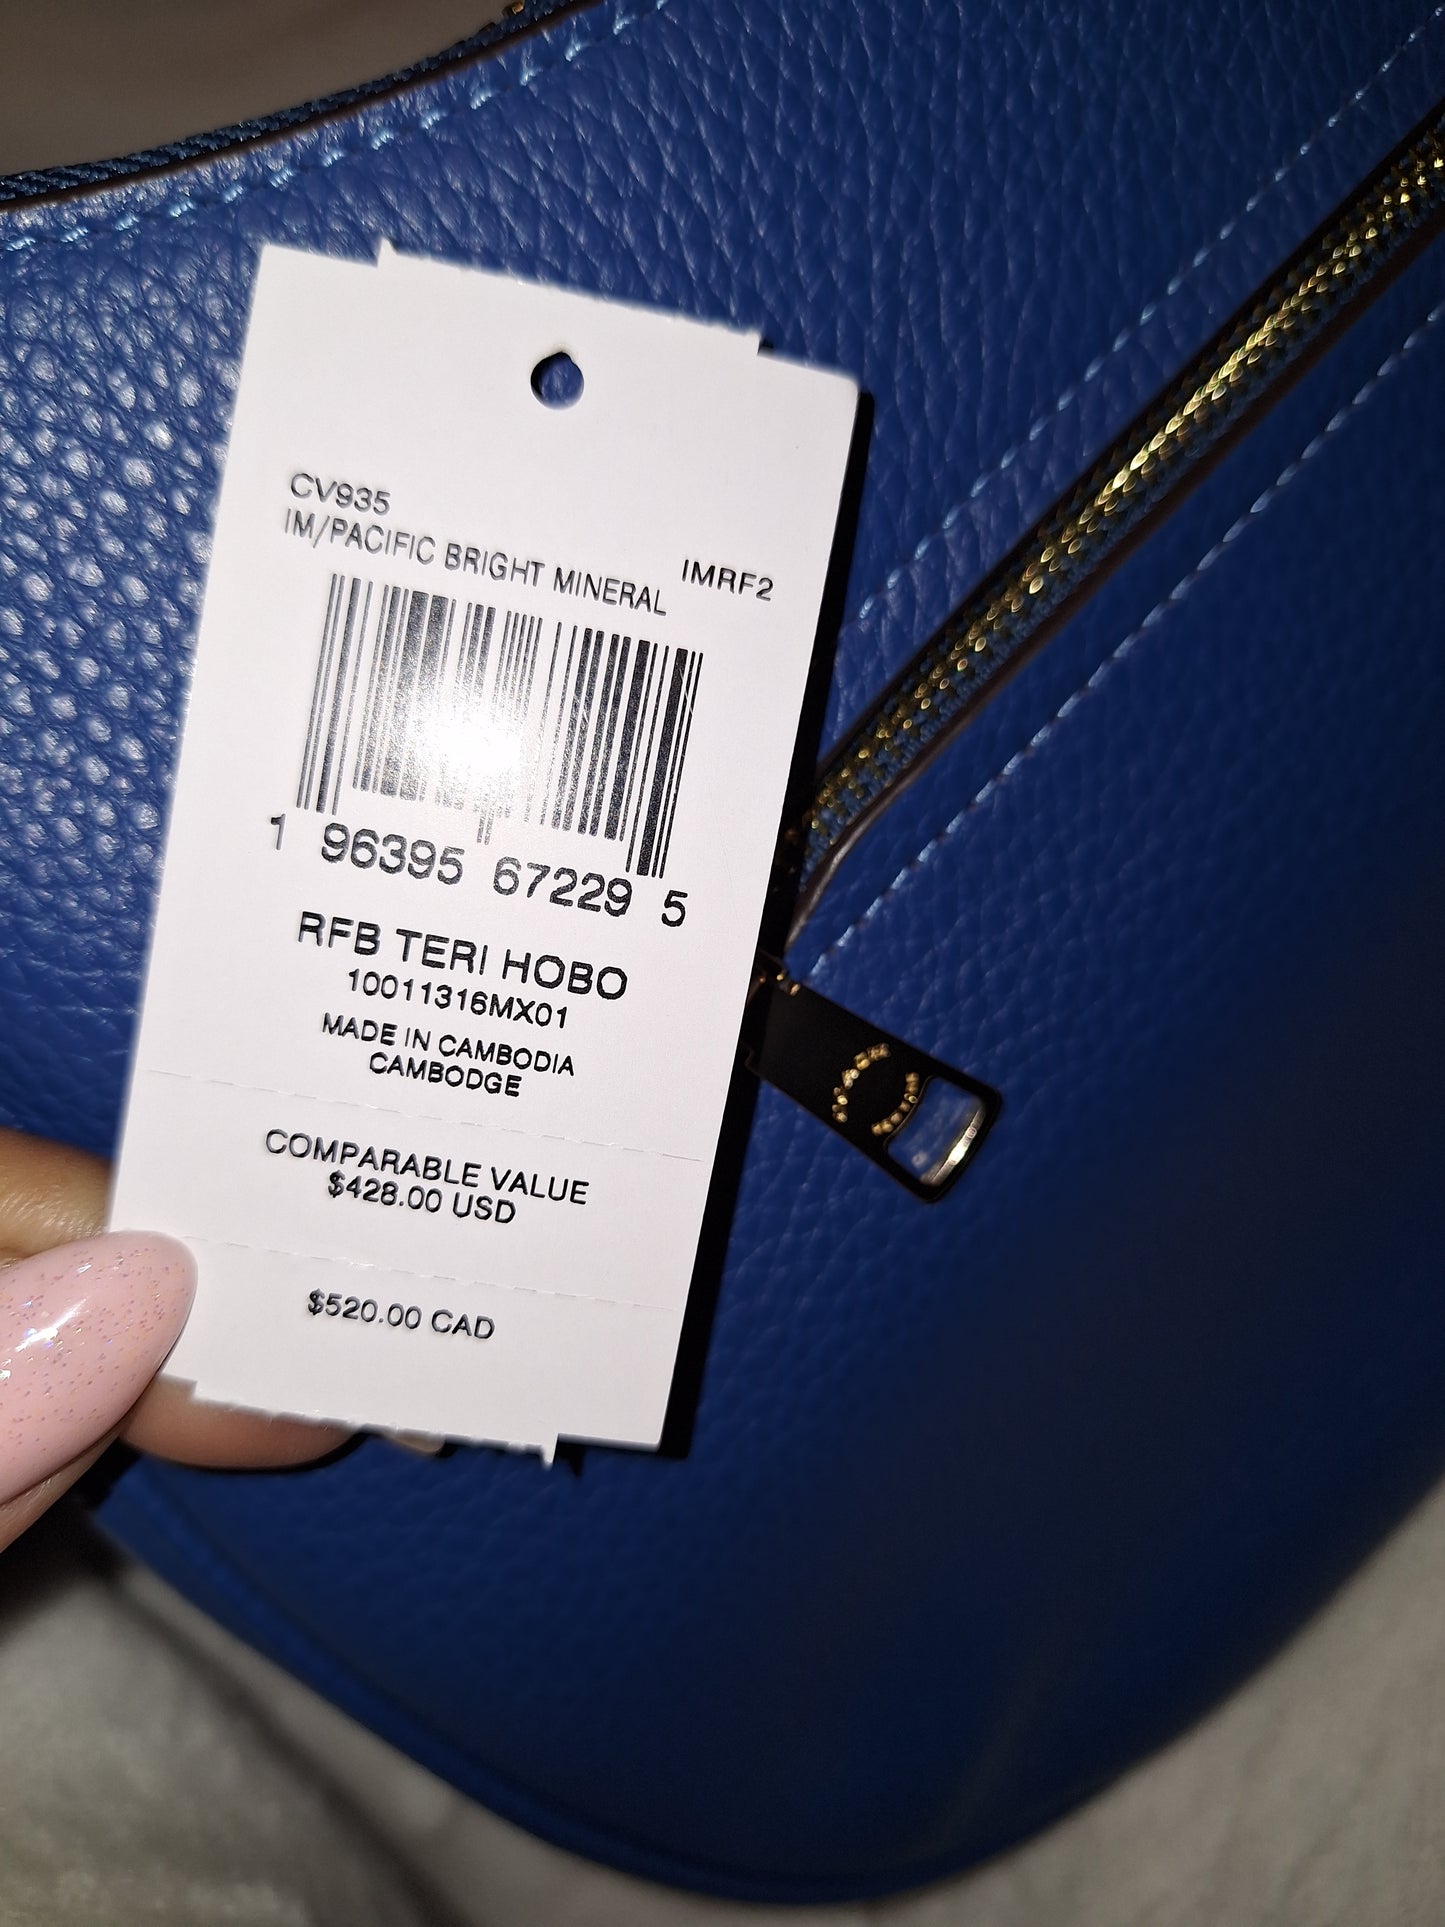 CV935
IM/PACIFIC BRIGHT MINERAL
IMRF2
1 96395 67229 5
RFB TERI HOBO
10011316MX01
MADE IN CAMBODIA
CAMBODGE
COMPARABLE VALUE
$428.00 USD
$520.00 CAD